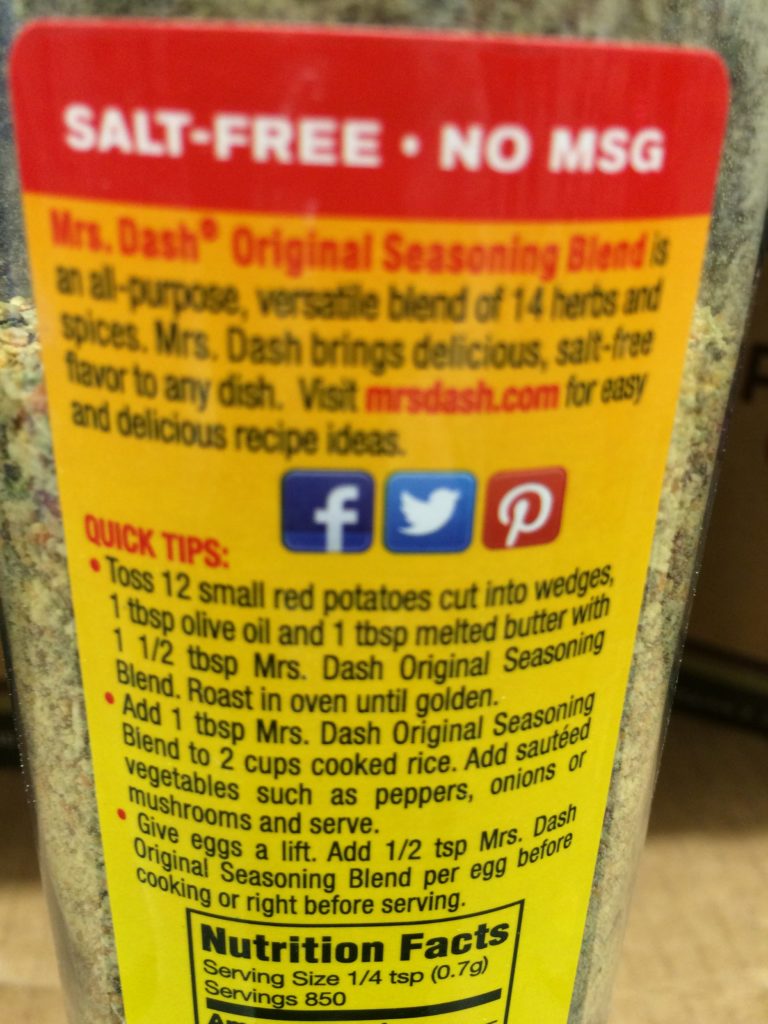 SALT-FREE • NO MSG
Mrs. Dash® Original Seasoning Blend is
an all-purpose, versatile blend of 14 herbs and
spices. Mrs. Dash brings delicious, salt-free
flavor to any dish. Visit mrsdash.com for easy
and delicious recipe ideas.
QUICK TIPS:
• Toss 12 small red potatoes cut into wedges,
1 tbsp olive oil and 1 tbsp melted butter with
1 1/2 tbsp Mrs. Dash Original Seasoning
Blend. Roast in oven until golden.
• Add 1 tbsp Mrs. Dash Original Seasoning
Blend to 2 cups cooked rice. Add sautéed
vegetables such as peppers, onions or
mushrooms and serve.
• Give eggs a lift. Add 1/2 tsp Mrs. Dash
Original Seasoning Blend per egg before
cooking or right before serving.
Nutrition Facts
Serving Size 1/4 tsp (0.7g)
Servings 850